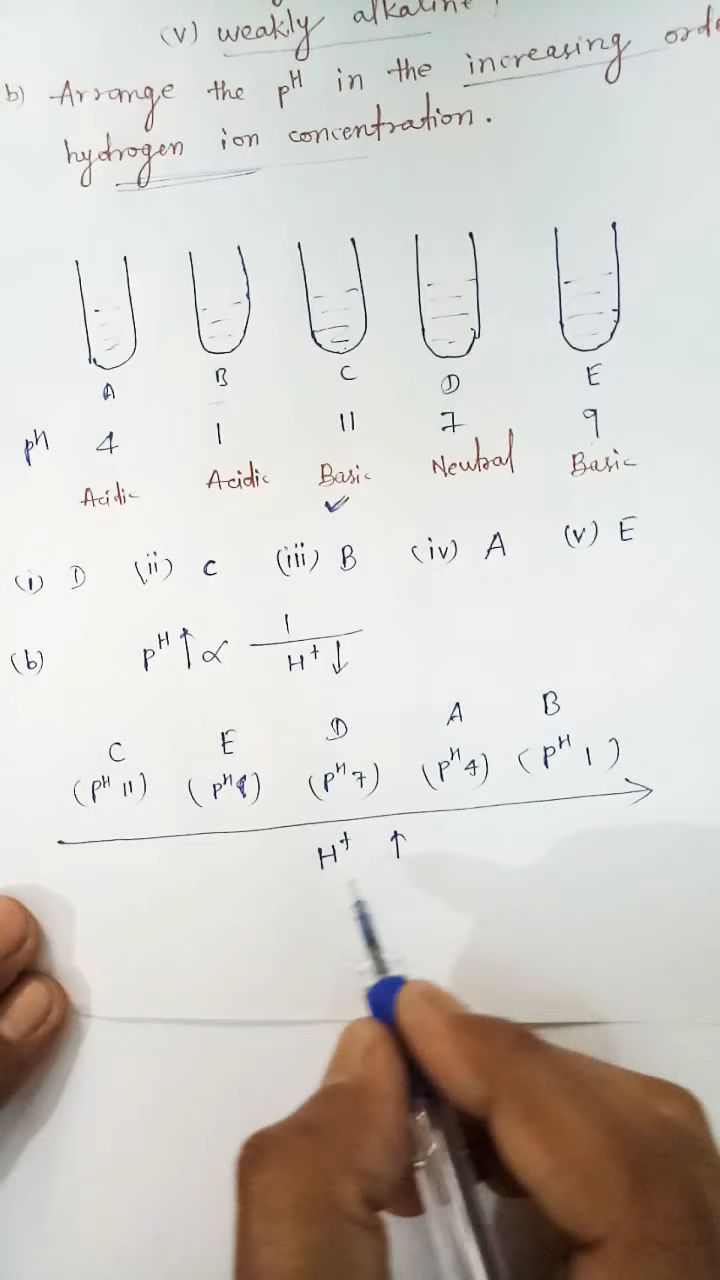 (v) weakly alkaline
b) Arrange the pH in the increasing
hydrogen ion concentration.
A B C D E
pH 4 1 11 7 9
Acidic Acidic Basic Neutral Basic
(i) D (ii) C (iii) B (iv) A (v) E
(b) pH ↑ ∝ 1 / H+ ↓
C E D A B
(pH 11) (pH 9) (pH 7) (pH 4) (pH 1)
H+ ↑